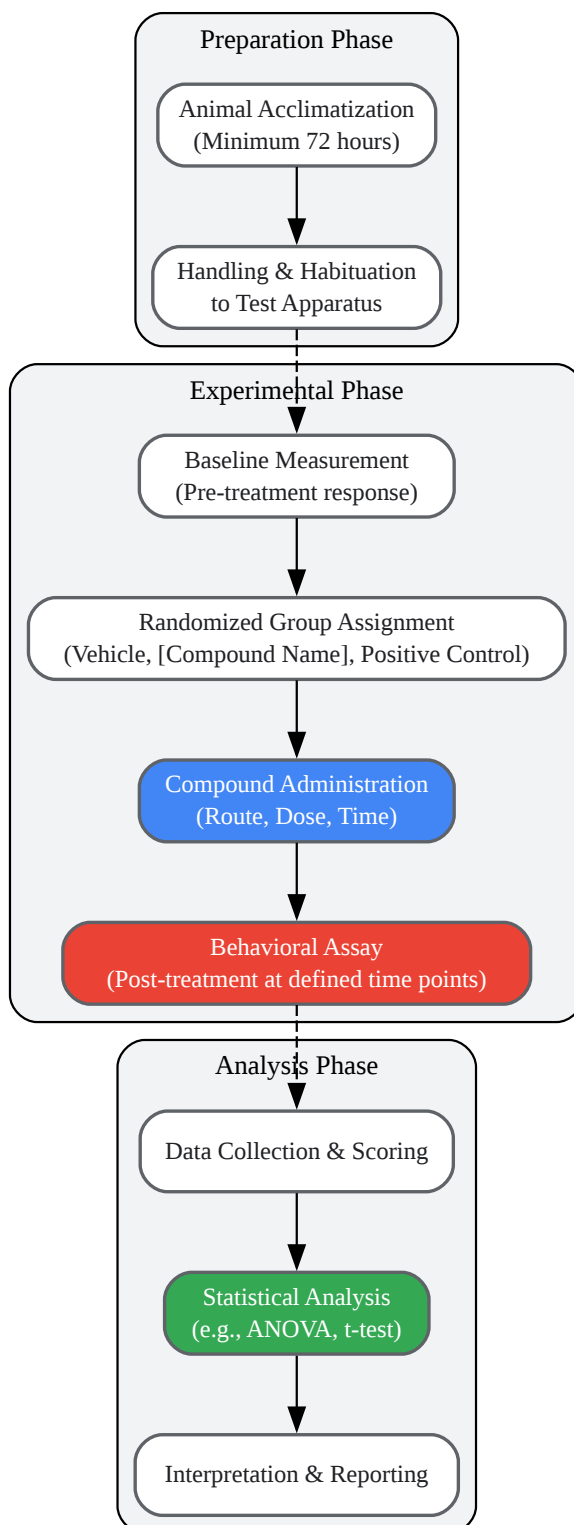 Preparation Phase
Animal Acclimatization
(Minimum 72 hours)
Handling & Habituation
to Test Apparatus
Experimental Phase
Baseline Measurement
(Pre-treatment response)
Randomized Group Assignment
(Vehicle, [Compound Name], Positive Control)
Compound Administration
(Route, Dose, Time)
Behavioral Assay
(Post-treatment at defined time points)
Analysis Phase
Data Collection & Scoring
Statistical Analysis
(e.g., ANOVA, t-test)
Interpretation & Reporting